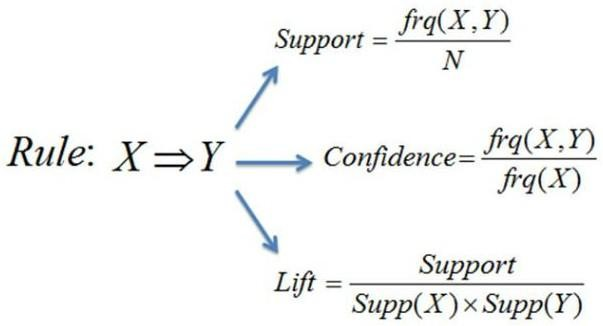 Support = frq(X,Y) / N
Rule: X ⇒ Y
Confidence = frq(X,Y) / frq(X)
Lift = Support / Supp(X) × Supp(Y)